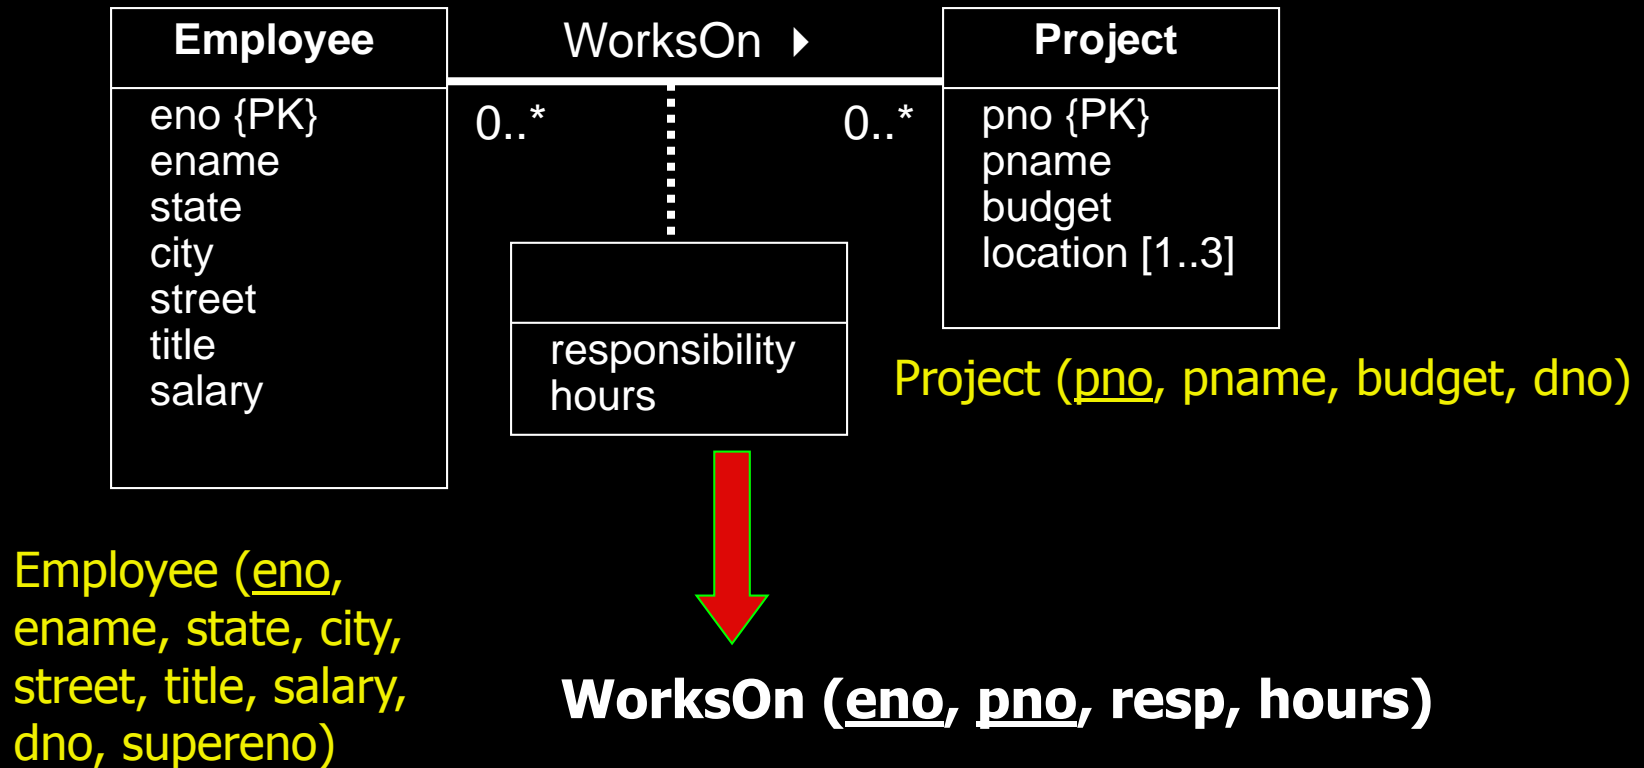 Employee
WorksOn ▸
Project
eno {PK}
ename
state
city
street
title
salary
0..*
0..*
pno {PK}
pname
budget
location [1..3]
responsibility
hours
Project (pno, pname, budget, dno)
Employee (eno,
ename, state, city,
street, title, salary,
dno, supereno)
WorksOn (eno, pno, resp, hours)